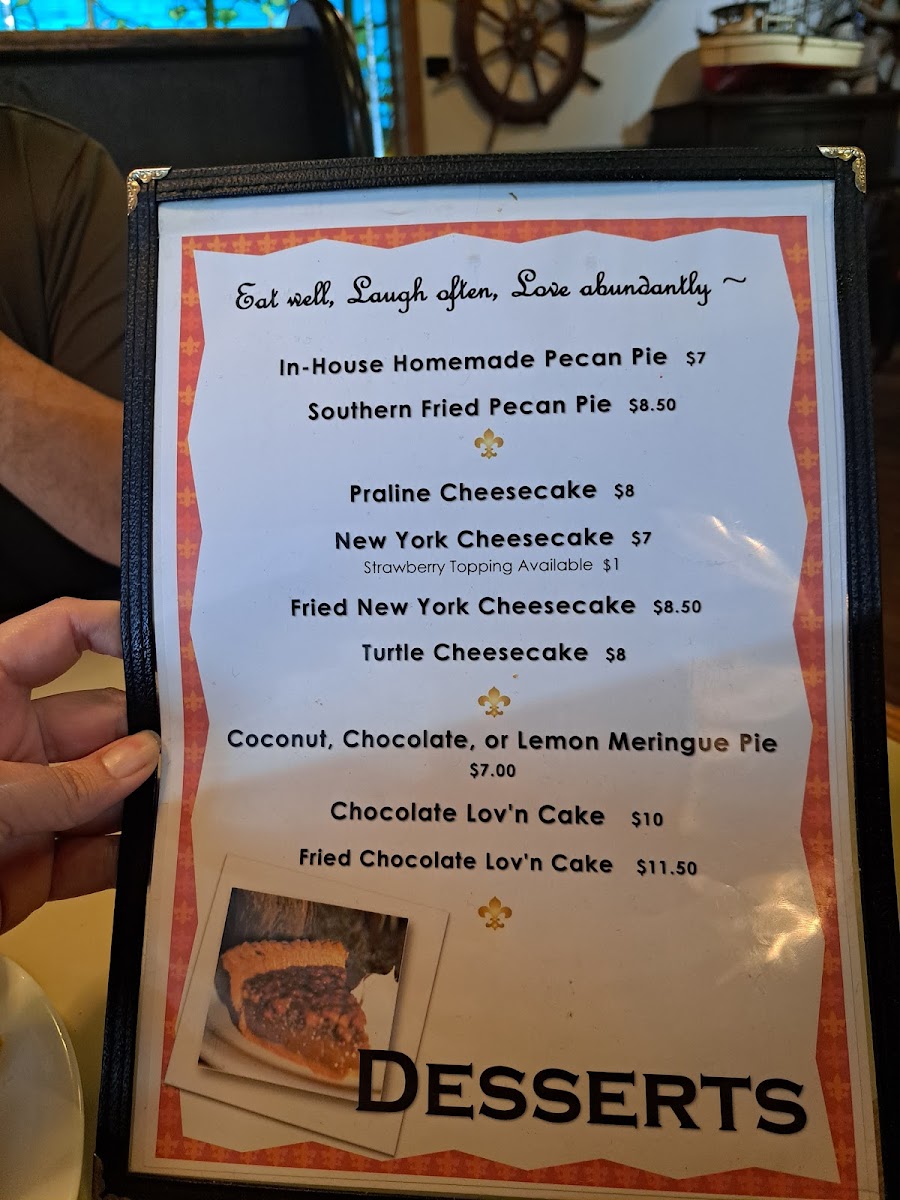 Eat well, Laugh often, Love abundantly ~
In-House Homemade Pecan Pie $7
Southern Fried Pecan Pie $8.50
Praline Cheesecake $8
New York Cheesecake $7
Strawberry Topping Available $1
Fried New York Cheesecake $8.50
Turtle Cheesecake $8
Coconut, Chocolate, or Lemon Meringue Pie
$7.00
Chocolate Lov'n Cake $10
Fried Chocolate Lov'n Cake $11.50
DESSERTS